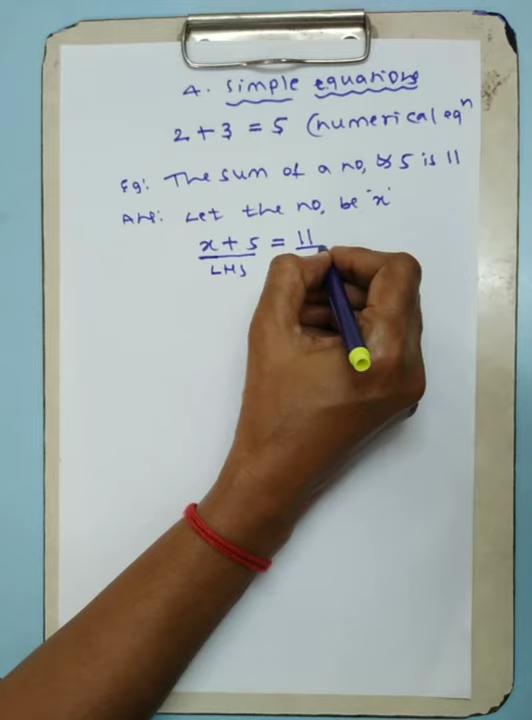 4. Simple equations
2 + 3 = 5 (numerical eqⁿ
Eg: The sum of a no, & 5 is 11
Ans: Let the no, be 'x'
x + 5 = 11
LHS